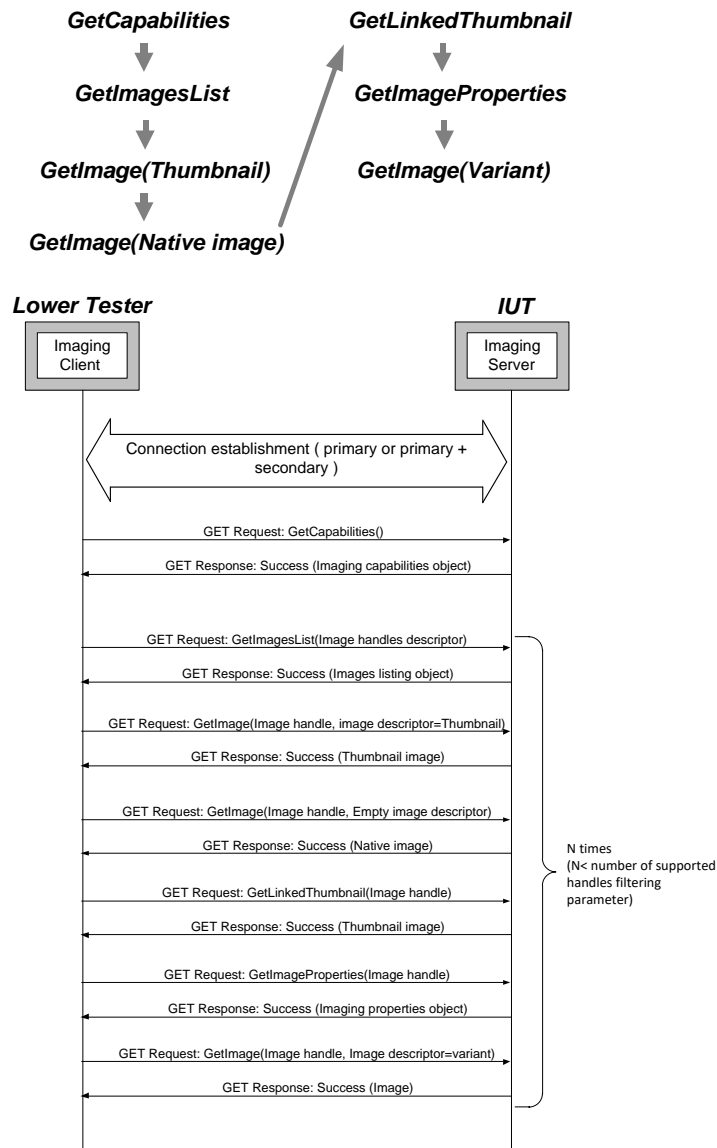 GetCapabilities
GetImagesList
GetImage(Thumbnail)
GetImage(Native image)
GetLinkedThumbnail
GetImageProperties
GetImage(Variant)
Lower Tester
IUT
Imaging
Client
Imaging
Server
Connection establishment ( primary or primary +
secondary )
GET Request: GetCapabilities()
GET Response: Success (Imaging capabilities object)
GET Request: GetImagesList(Image handles descriptor)
GET Response: Success (Images listing object)
GET Request: GetImage(Image handle, image descriptor=Thumbnail)
GET Response: Success (Thumbnail image)
GET Request: GetImage(Image handle, Empty image descriptor)
GET Response: Success (Native image)
GET Request: GetLinkedThumbnail(Image handle)
GET Response: Success (Thumbnail image)
GET Request: GetImageProperties(Image handle)
GET Response: Success (Imaging properties object)
GET Request: GetImage(Image handle, Image descriptor=variant)
GET Response: Success (Image)
N times
(N< number of supported
handles filtering
parameter)